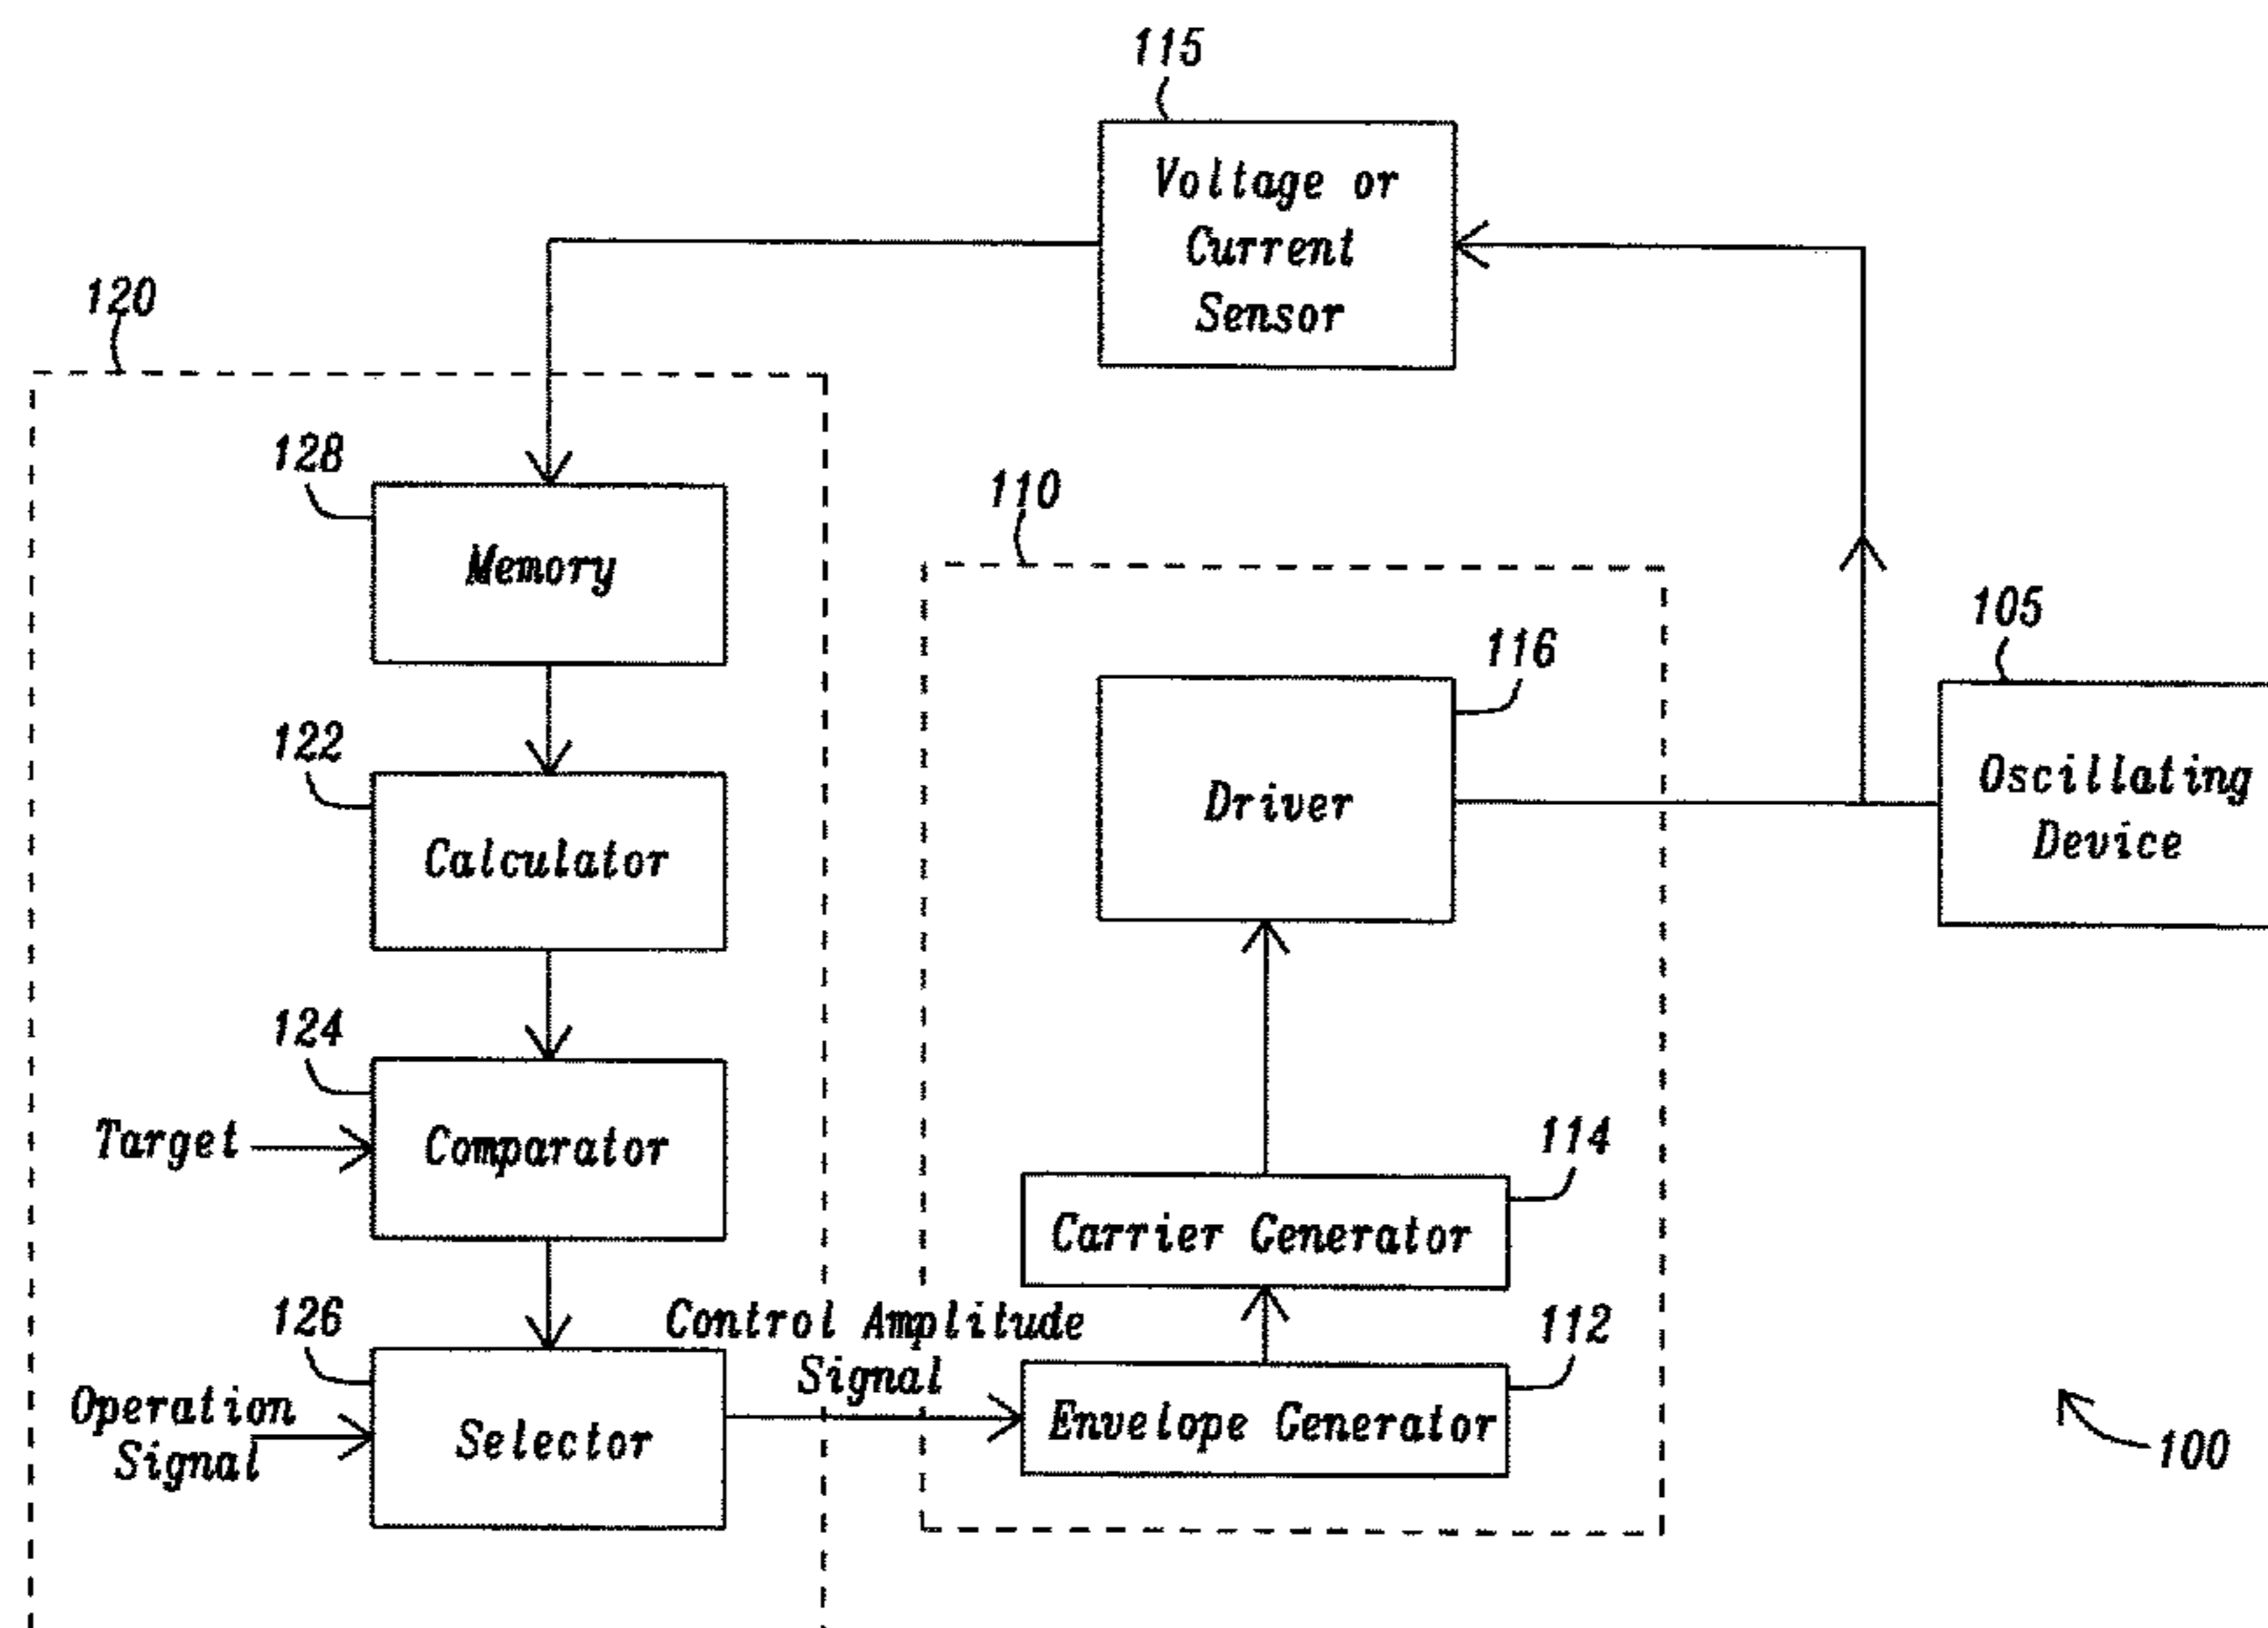 115
Voltage or
Current
Sensor
120
128
Memory
110
116
105
Driver
Oscillating
Device
122
Calculator
124
Target
Comparator
114
Carrier Generator
126
Control Amplitude
Signal
112
Operation
Signal
Selector
Envelope Generator
100